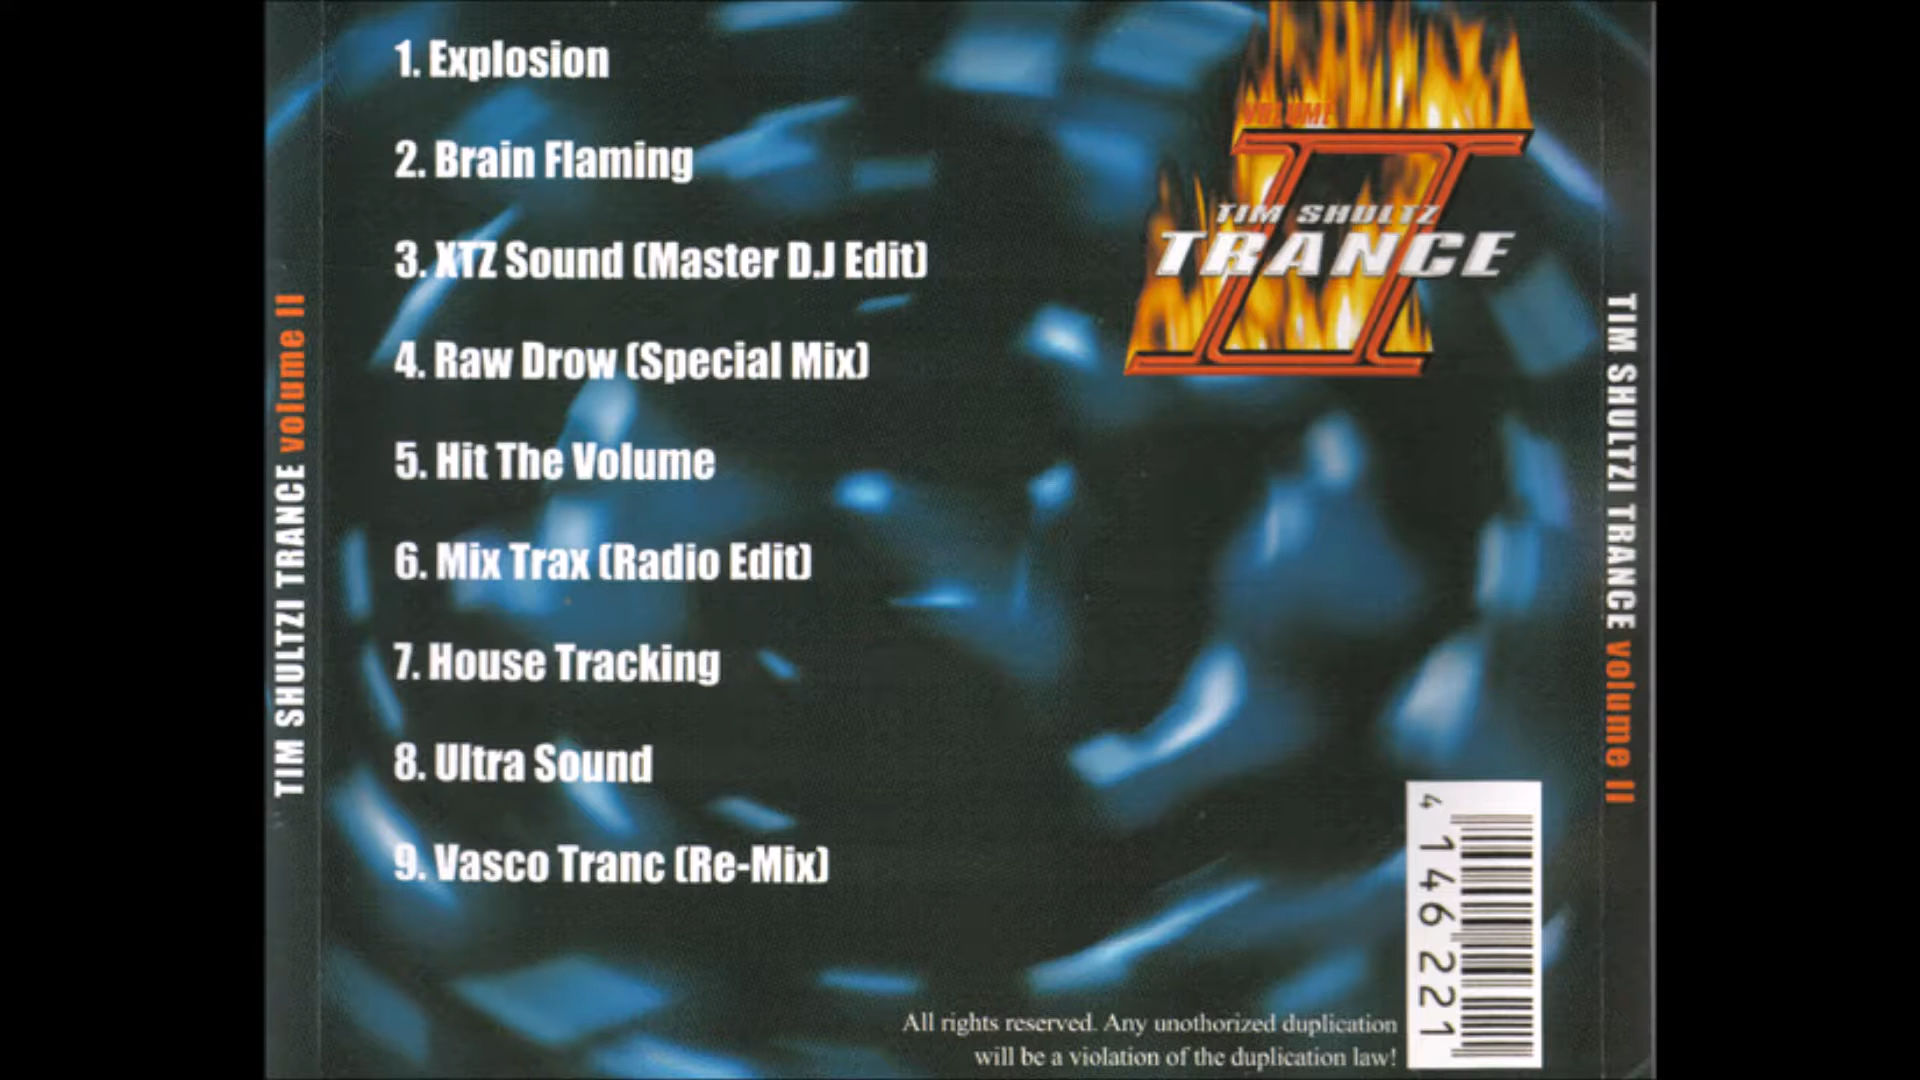 1. Explosion
2. Brain Flaming
3. XTZ Sound (Master D.J Edit)
4. Raw Drow (Special Mix)
5. Hit The Volume
6. Mix Trax (Radio Edit)
7. House Tracking
8. Ultra Sound
9. Vasco Tranc (Re-Mix)
VOLUME
II
TIM SHULTZ
TRANCE
TIM SHULTZI TRANCE volume II
TIM SHULTZI TRANCE volume II
4 146221
All rights reserved. Any unothorized duplication
will be a violation of the duplication law!